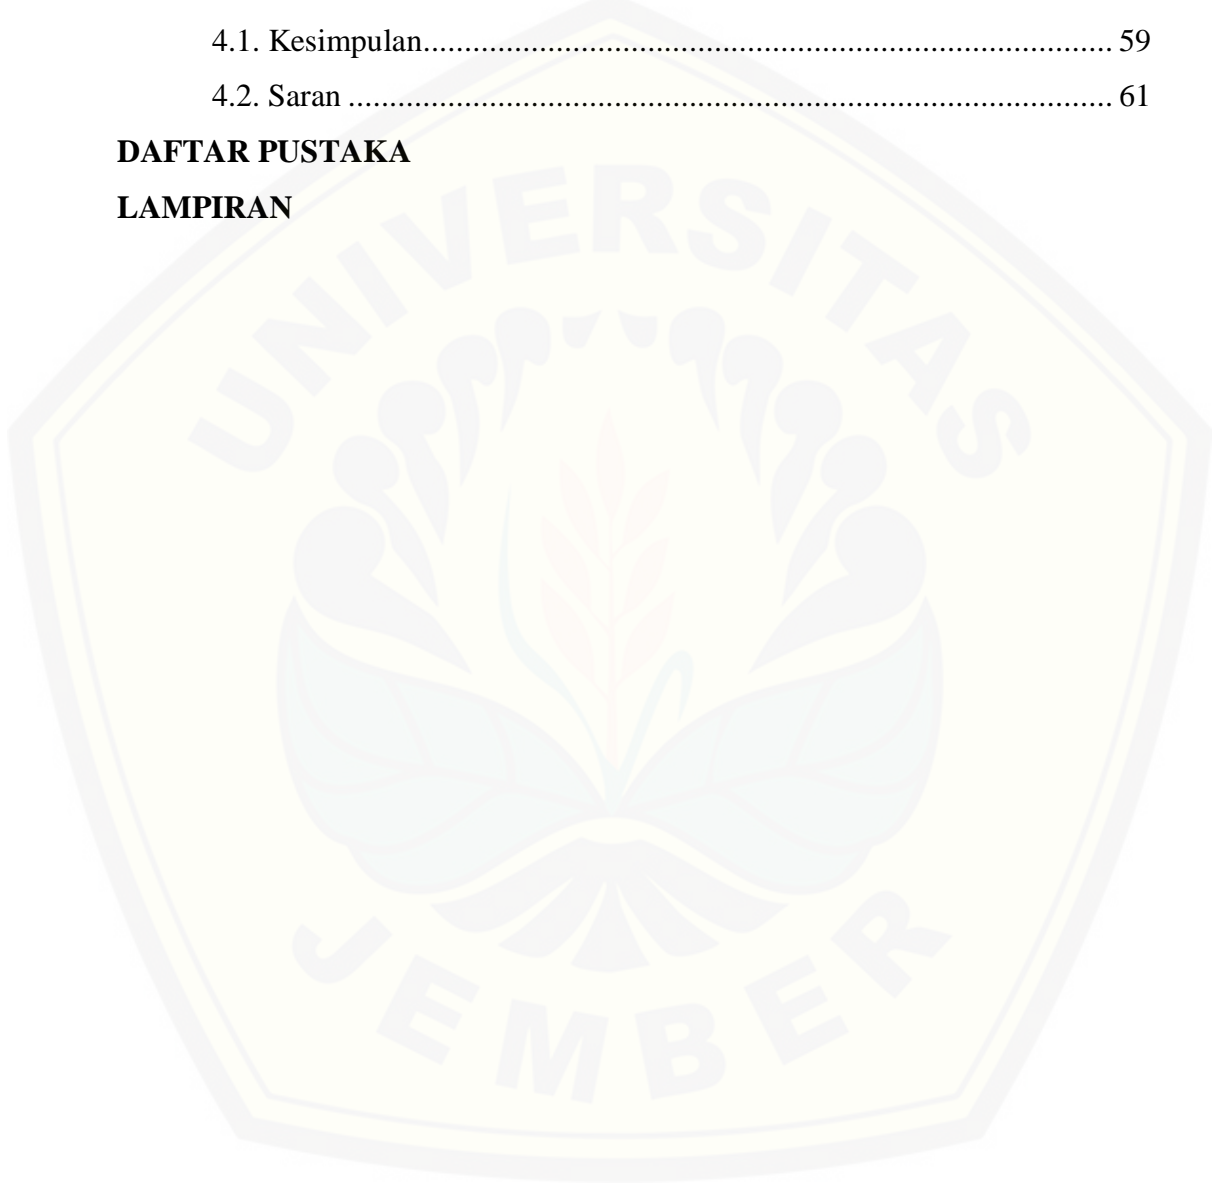 4.1. Kesimpulan.................................................................................... 59
4.2. Saran ............................................................................................. 61
DAFTAR PUSTAKA
LAMPIRAN
UNIVERSITAS
JEMBER